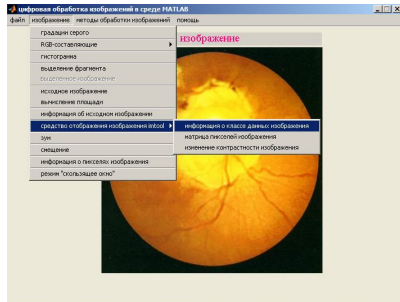 цифровая обработка изображений в среде MATLAB
файл изображение методы обработки изображений помощь
изображение
градации серого
RGB-составляющие
гистограмма
выделение фрагмента
выделенное изображение
исходное изображение
вычисление площади
информация об исходном изображении
средство отображения изображения imtool
информация о классе данных изображения
матрица пикселей изображения
изменение контрастности изображения
зум
смещение
информация о пикселях изображения
режим "скользящее окно"